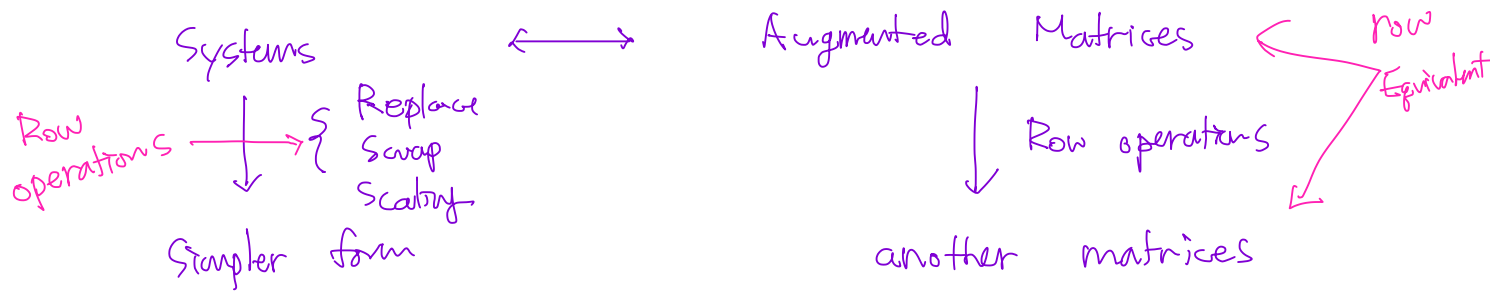 Systems
Augmented Matrices
row
Equivalent
Row
operations
{ Replace
Swap
Scaling
Row operations
Simpler form
another matrices